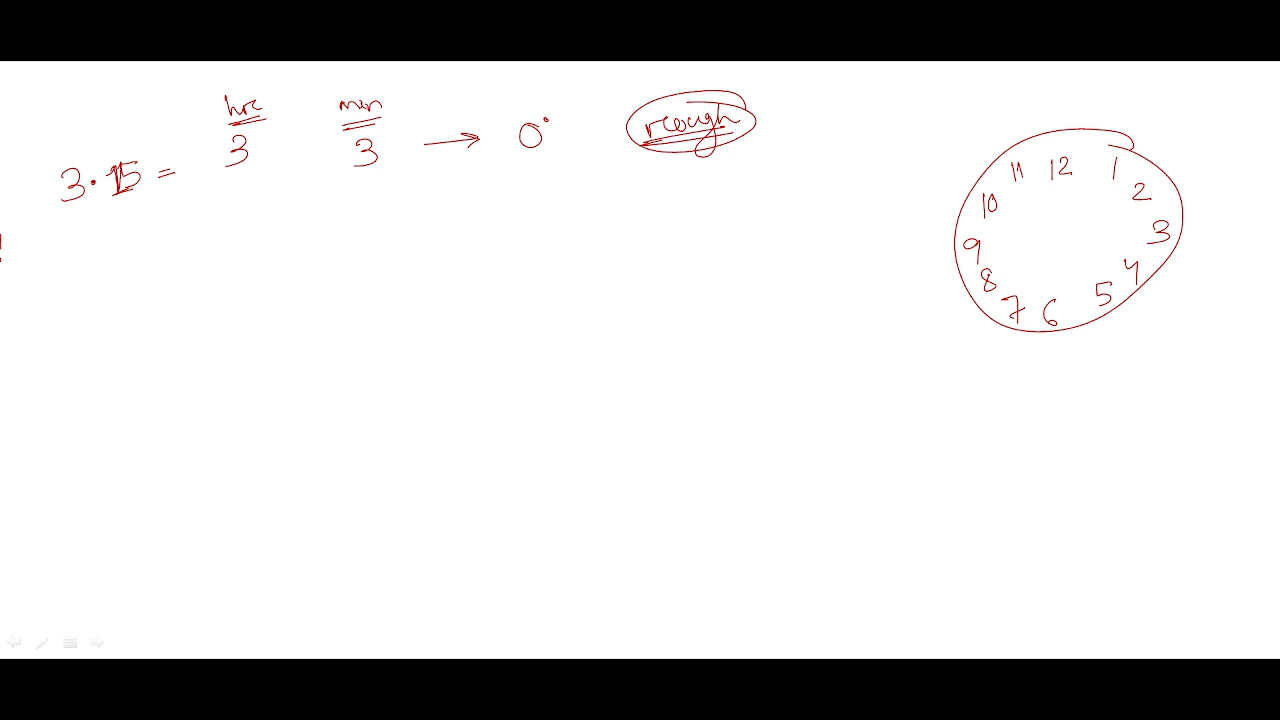 hrc min
3.15 = 3 3 → 0° rough
11 12 1
10 2
9 3
8 4
7 6 5